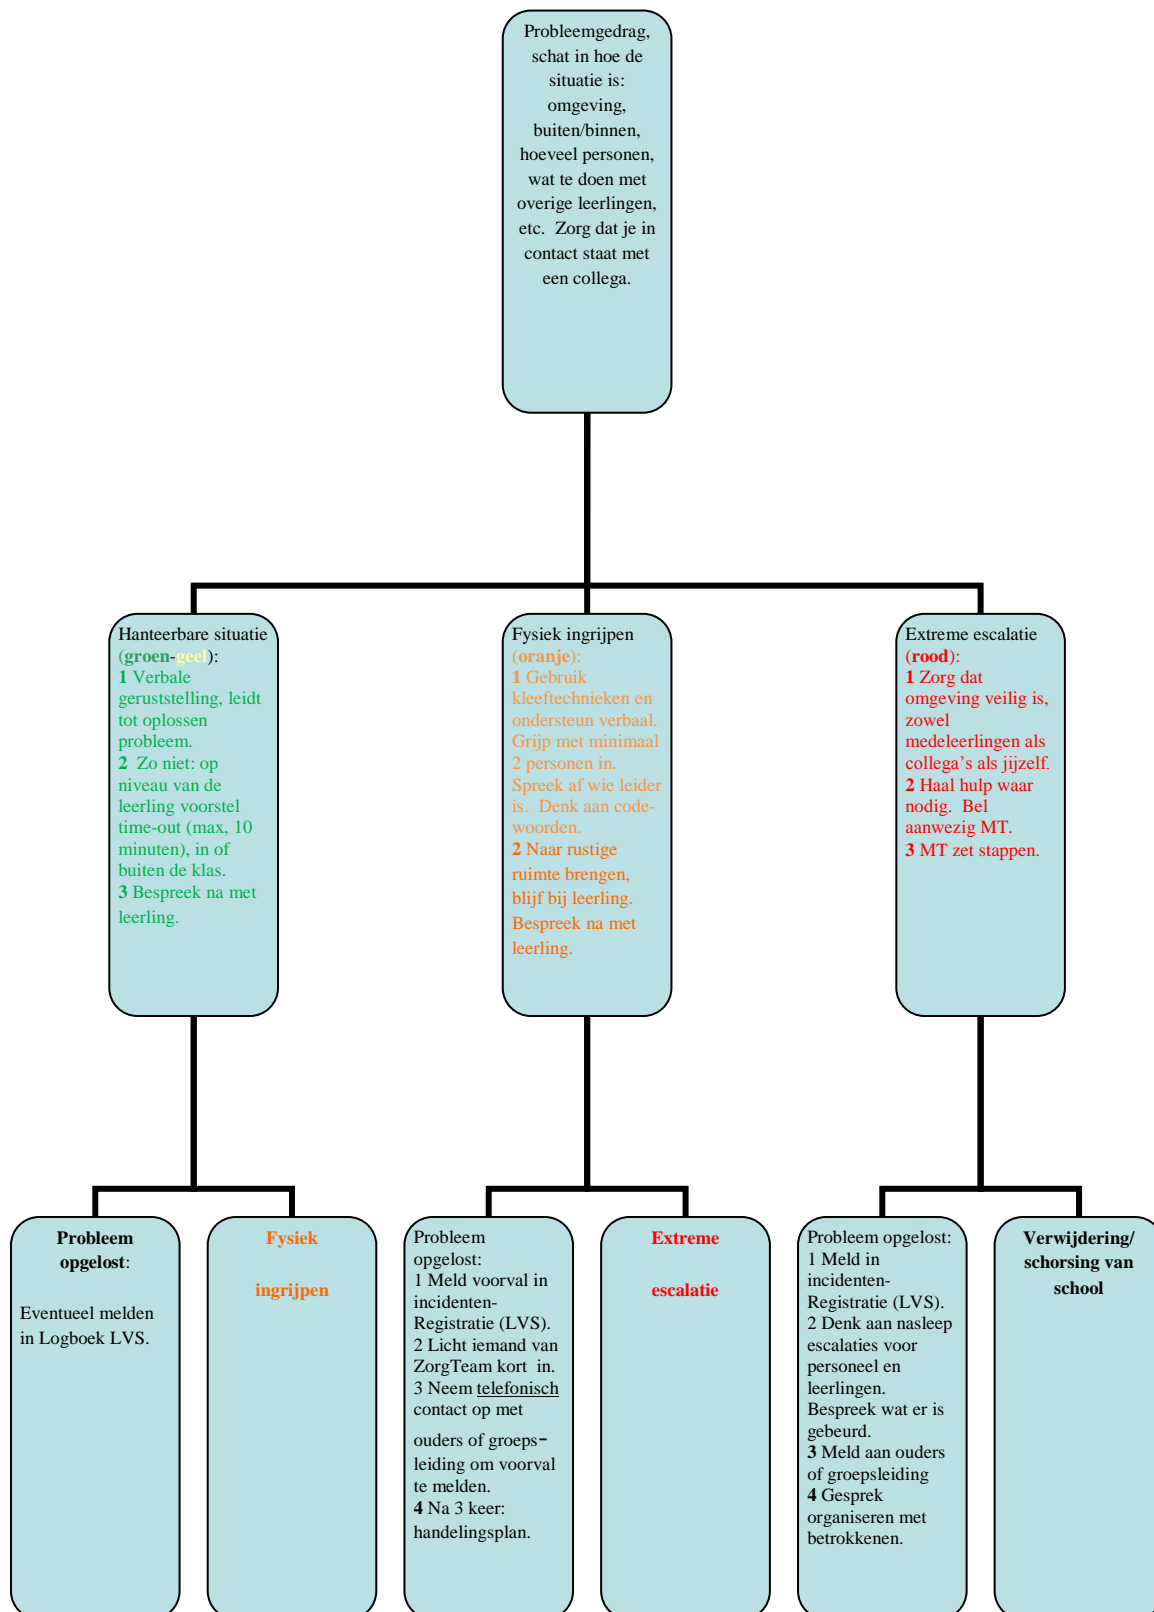 Probleemgedrag,
schat in hoe de
situatie is:
omgeving,
buiten/binnen,
hoeveel personen,
wat te doen met
overige leerlingen,
etc.  Zorg dat je in
contact staat met
een collega.
Hanteerbare situatie
(groen-geel):
1 Verbale
geruststelling, leidt
tot oplossen
probleem.
2  Zo niet: op
niveau van de
leerling voorstel
time-out (max, 10
minuten), in of
buiten de klas.
3 Bespreek na met
leerling.
Fysiek ingrijpen
(oranje):
1 Gebruik
kleeftechnieken en
ondersteun verbaal.
Grijp met minimaal
2 personen in.
Spreek af wie leider
is.  Denk aan code-
woorden.
2 Naar rustige
ruimte brengen,
blijf bij leerling.
Bespreek na met
leerling.
Extreme escalatie
(rood):
1 Zorg dat
omgeving veilig is,
zowel
medeleerlingen als
collega's als jijzelf.
2 Haal hulp waar
nodig.  Bel
aanwezig MT.
3 MT zet stappen.
Probleem
opgelost:
Eventueel melden
in Logboek LVS.
Fysiek
ingrijpen
Probleem
opgelost:
1 Meld voorval in
incidenten-
Registratie (LVS).
2 Licht iemand van
ZorgTeam kort  in.
3 Neem telefonisch
contact op met
ouders of groeps-
leiding om voorval
te melden.
4 Na 3 keer:
handelingsplan.
Extreme
escalatie
Probleem opgelost:
1 Meld in
incidenten-
Registratie (LVS).
2 Denk aan nasleep
escalaties voor
personeel en
leerlingen.
Bespreek wat er is
gebeurd.
3 Meld aan ouders
of groepsleiding
4 Gesprek
organiseren met
betrokkenen.
Verwijdering/
schorsing van
school